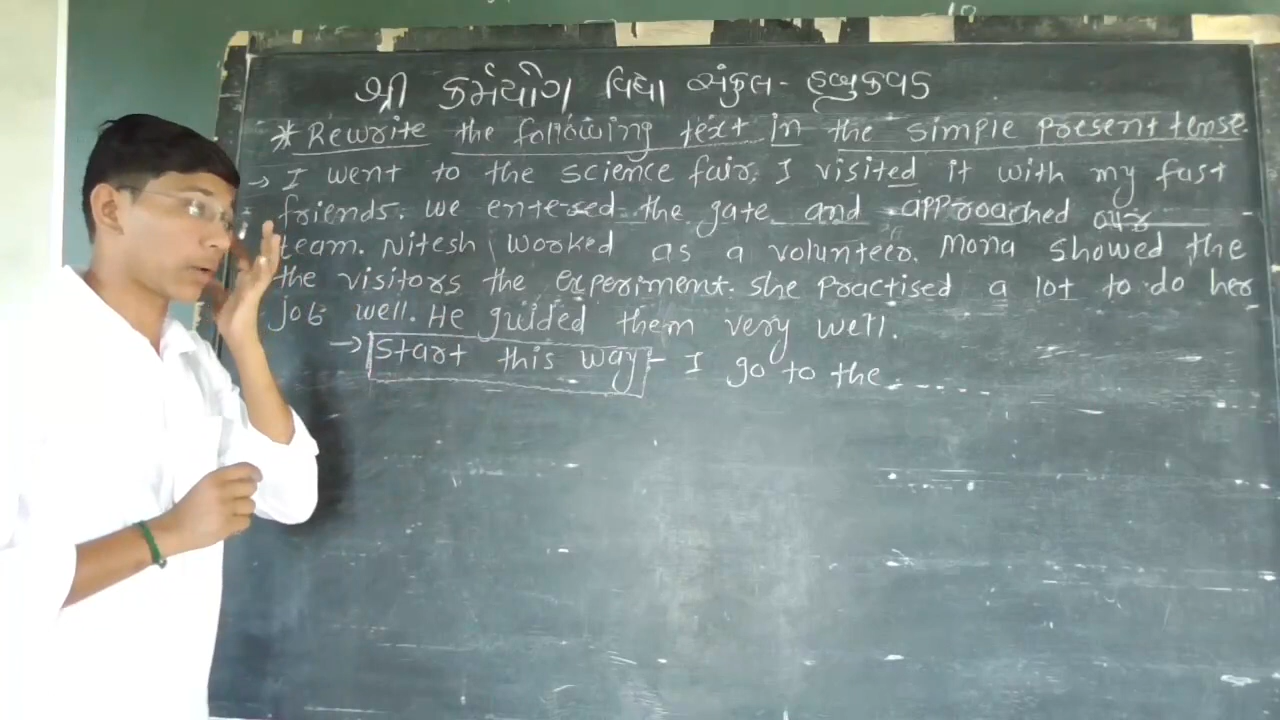 શ્રી કર્મયોગ વિદ્યા સંકુલ - હળુકવડ
* Rewrite the following text in the simple present tense.
→ I went to the science fair. I visited it with my fast
friends. We entered the gate and approached our
team. Nitesh worked as a volunteer. Mona showed the
the visitors the experiment. She practised a lot to do her
job well. He guided them very well.
→ Start this way - I go to the .....